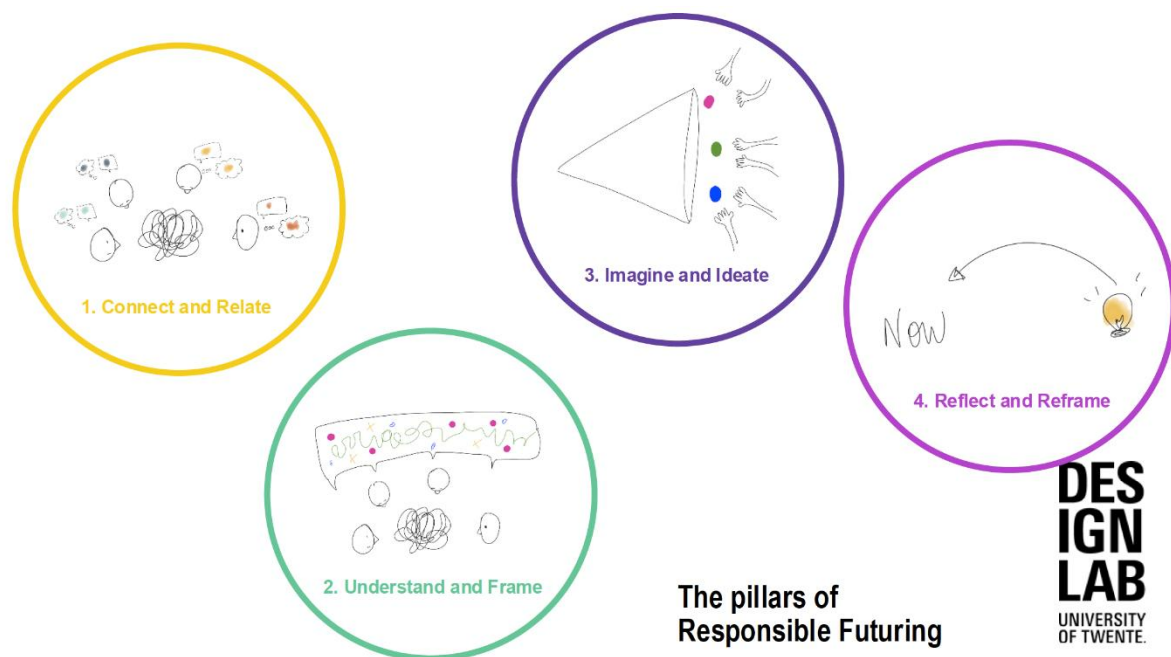 1. Connect and Relate
2. Understand and Frame
3. Imagine and Ideate
Now
4. Reflect and Reframe
The pillars of
Responsible Futuring
DES
IGN
LAB
UNIVERSITY
OF TWENTE.